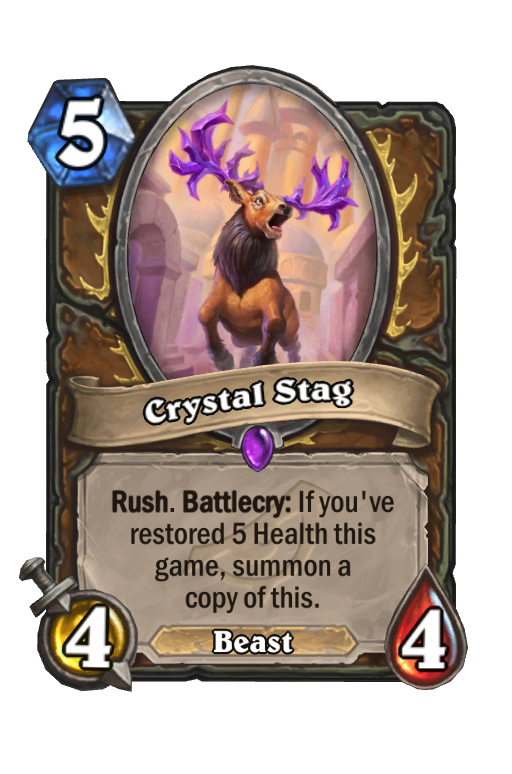 5
Crystal Stag
Rush. Battlecry: If you've
restored 5 Health this
game, summon a
copy of this.
4
Beast
4